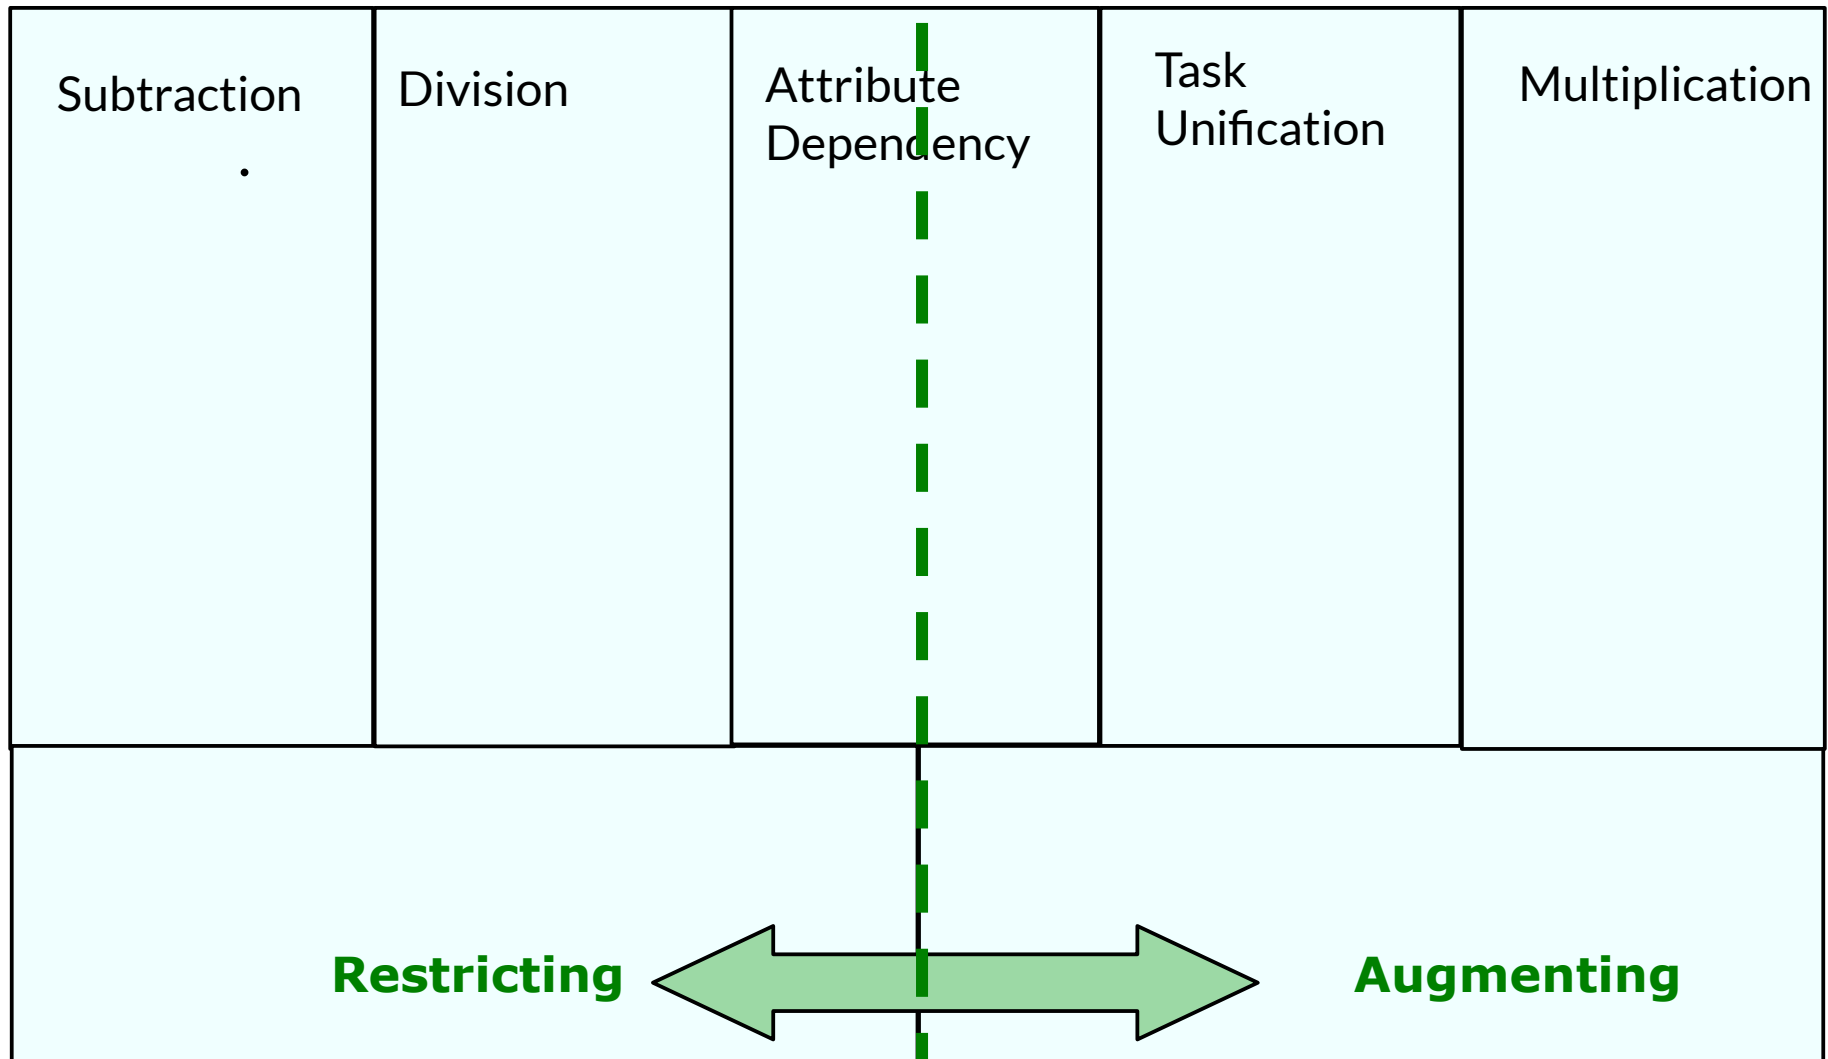 Subtraction
.
Division
Attribute
Dependency
Task
Unification
Multiplication
Restricting
Augmenting